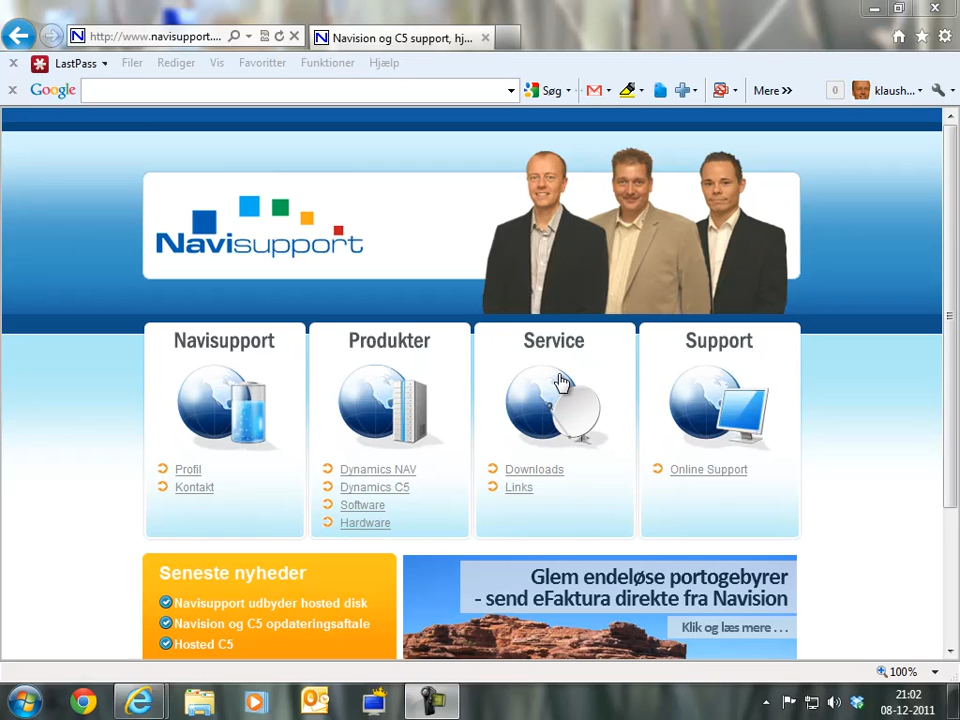 http://www.navisupport....
Navision og C5 support, hj...
LastPass
Filer
Rediger
Vis
Favoritter
Funktioner
Hjælp
Google
Søg
Mere »
0
klaush...
Navisupport
Navisupport
Produkter
Service
Support
Profil
Kontakt
Dynamics NAV
Dynamics C5
Software
Hardware
Downloads
Links
Online Support
Seneste nyheder
Navisupport udbyder hosted disk
Navision og C5 opdateringsaftale
Hosted C5
Glem endeløse portogebyrer
- send eFaktura direkte fra Navision
Klik og læs mere . . .
100%
21:02
08-12-2011